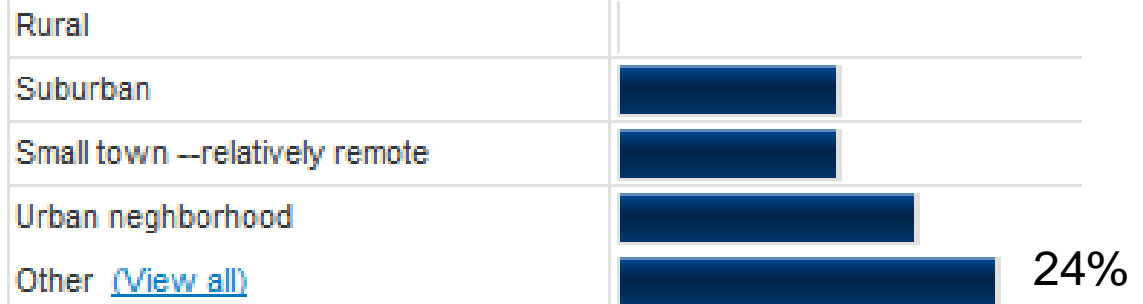 Rural
Suburban
Small town --relatively remote
Urban neghborhood
Other (View all) 24%